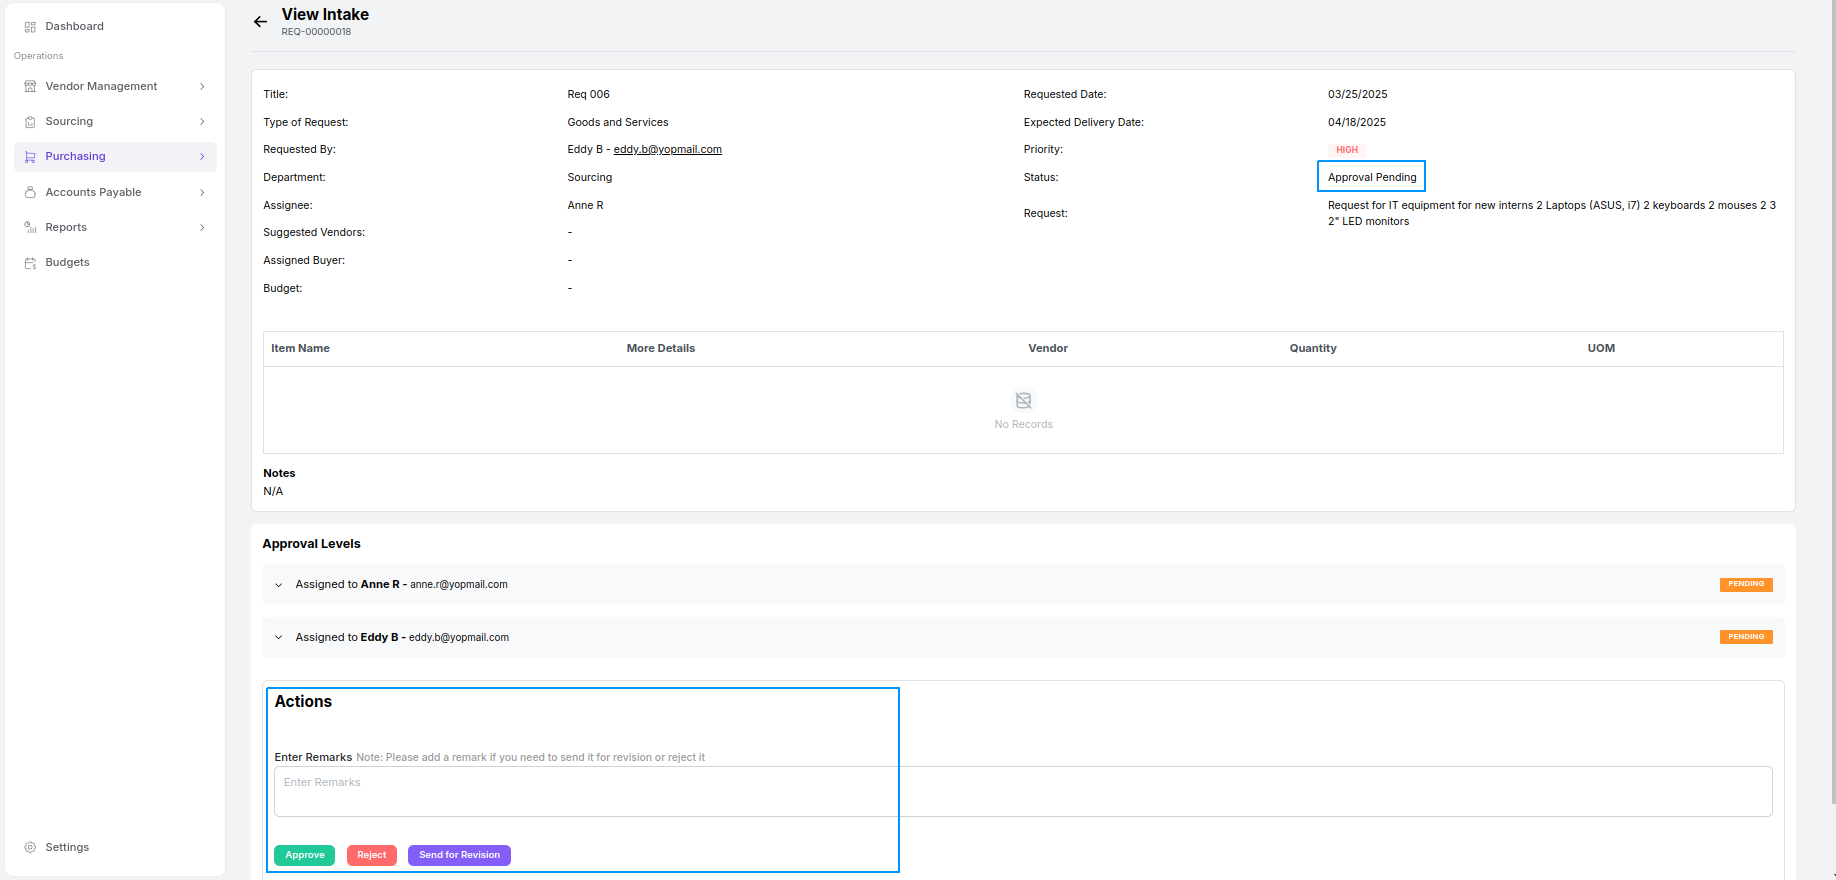 Dashboard
Operations
Vendor Management
Sourcing
Purchasing
Accounts Payable
Reports
Budgets
Settings
View Intake
REQ-00000018
Title: Req 006
Type of Request: Goods and Services
Requested By: Eddy B - eddy.b@yopmail.com
Department: Sourcing
Assignee: Anne R
Suggested Vendors: -
Assigned Buyer: -
Budget: -
Requested Date: 03/25/2025
Expected Delivery Date: 04/18/2025
Priority: HIGH
Status: Approval Pending
Request: Request for IT equipment for new interns 2 Laptops (ASUS, i7) 2 keyboards 2 mouses 2 3
2" LED monitors
Item Name More Details Vendor Quantity UOM
No Records
Notes
N/A
Approval Levels
Assigned to Anne R - anne.r@yopmail.com PENDING
Assigned to Eddy B - eddy.b@yopmail.com PENDING
Actions
Enter Remarks Note: Please add a remark if you need to send it for revision or reject it
Enter Remarks
Approve Reject Send for Revision